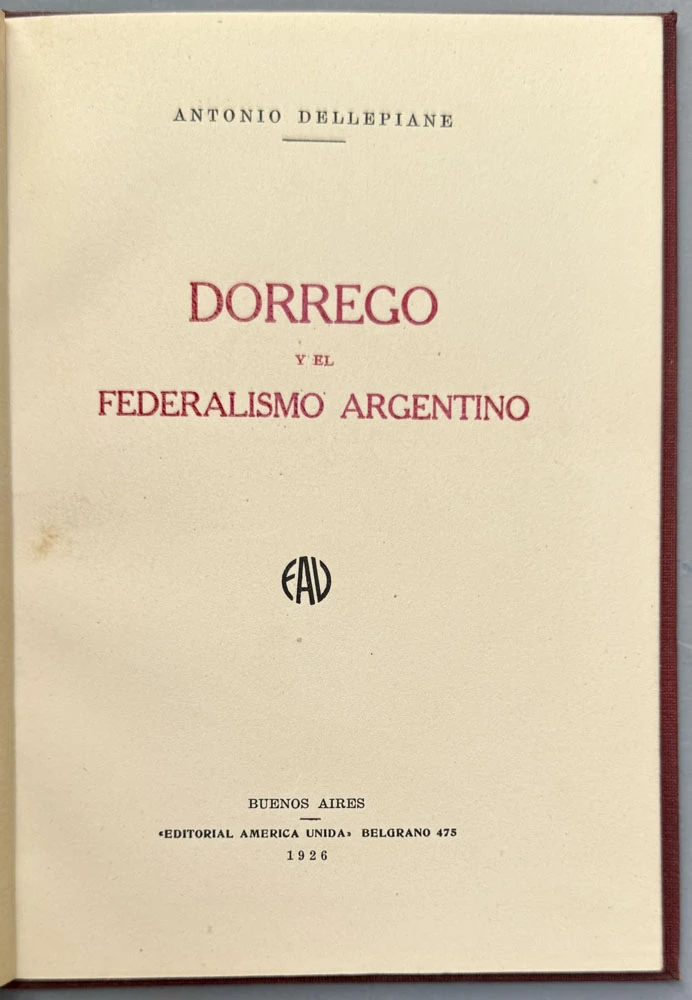 ANTONIO DELLEPIANE
DORREGO
Y EL
FEDERALISMO ARGENTINO
EAU
BUENOS AIRES
«EDITORIAL AMERICA UNIDA» BELGRANO 475
1926